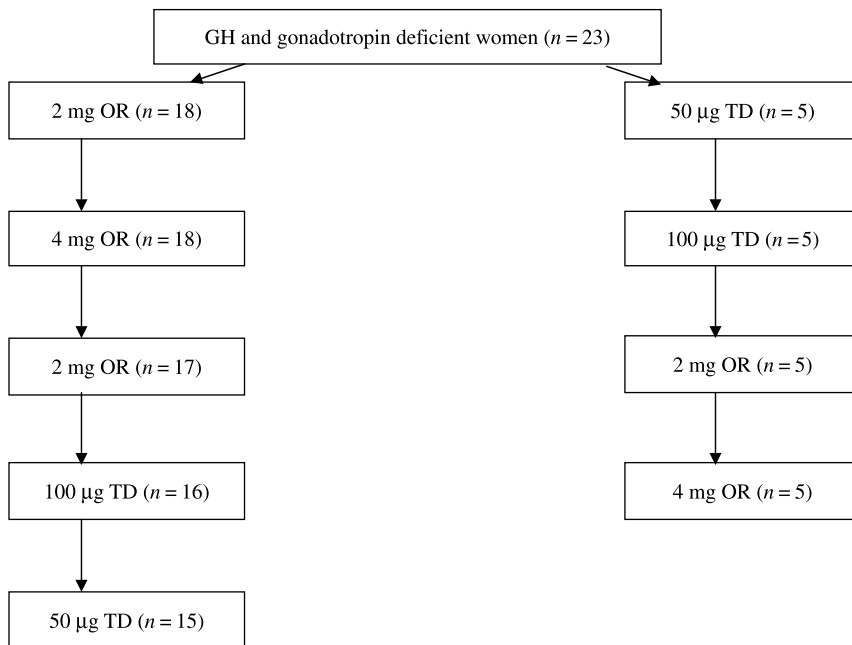 GH and gonadotropin deficient women (n = 23)
2 mg OR (n = 18)
50 µg TD (n = 5)
4 mg OR (n = 18)
100 µg TD (n = 5)
2 mg OR (n = 17)
2 mg OR (n = 5)
100 µg TD (n = 16)
4 mg OR (n = 5)
50 µg TD (n = 15)